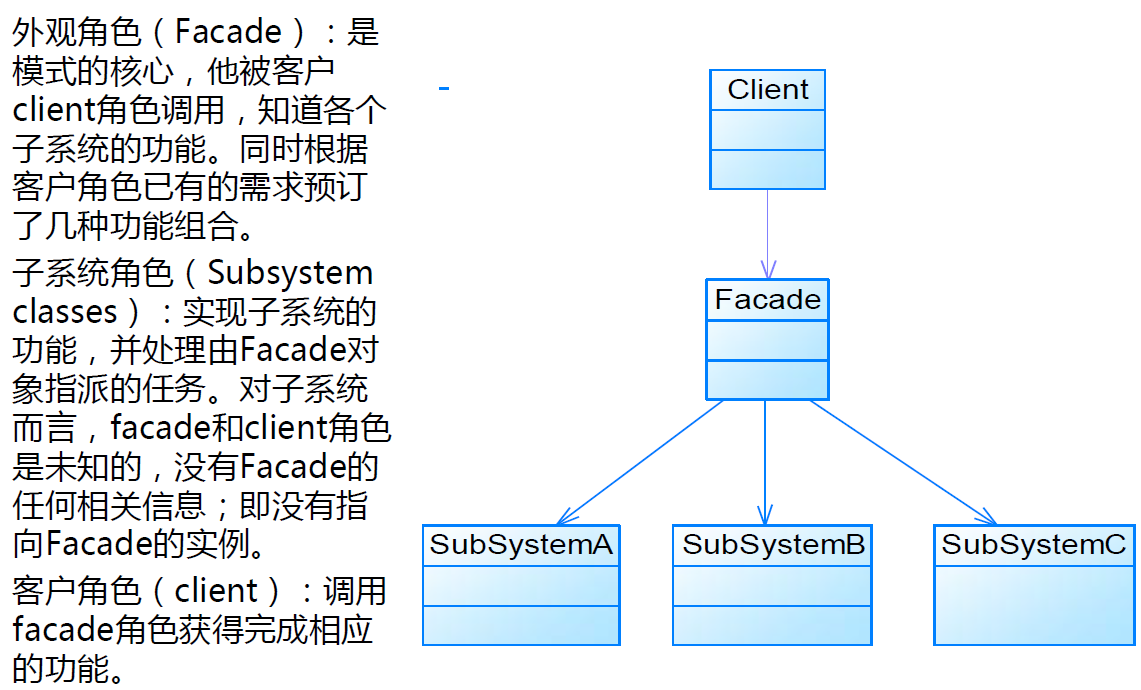 外观角色（Facade）：是
模式的核心，他被客户
client角色调用，知道各个
子系统的功能。同时根据
客户角色已有的需求预订
了几种功能组合。
子系统角色（Subsystem
classes）：实现子系统的
功能，并处理由Facade对
象指派的任务。对子系统
而言，facade和client角色
是未知的，没有Facade的
任何相关信息；即没有指
向Facade的实例。
客户角色（client）：调用
facade角色获得完成相应
的功能。
Client
Facade
SubSystemA
SubSystemB
SubSystemC